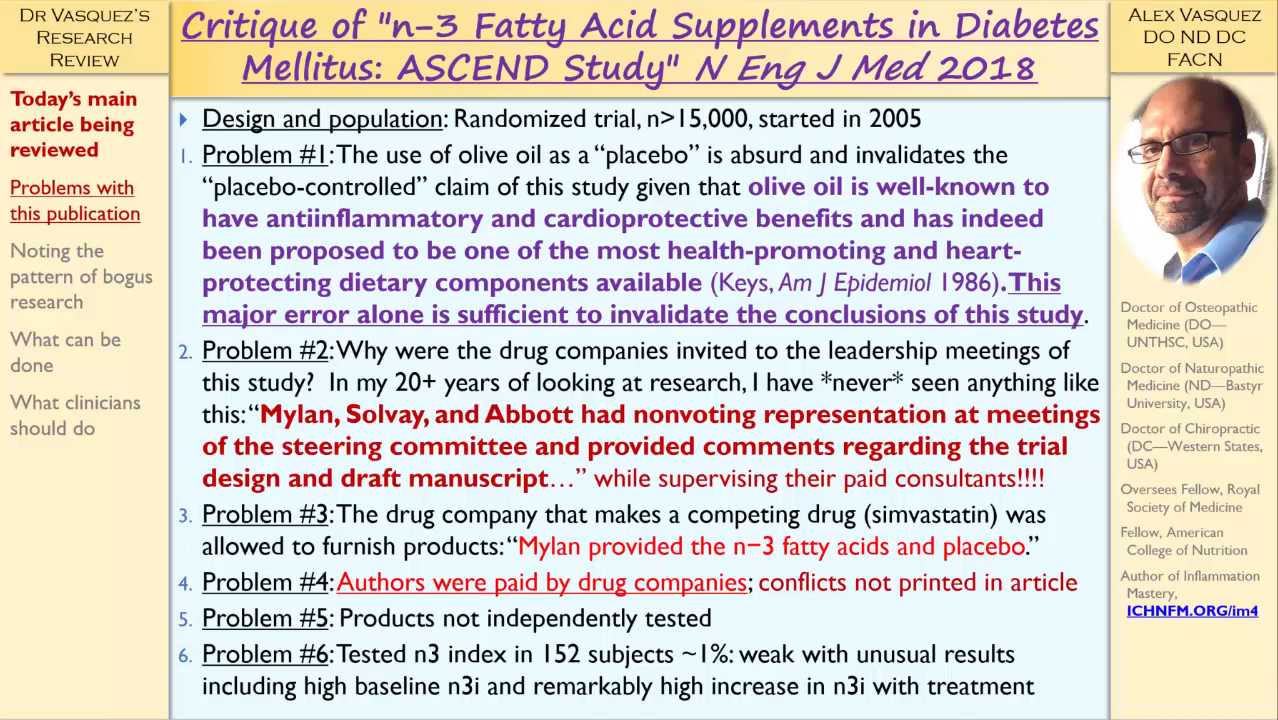 Dr Vasquez's
Research
Review
Today's main
article being
reviewed
Problems with
this publication
Noting the
pattern of bogus
research
What can be
done
What clinicians
should do
Critique of "n−3 Fatty Acid Supplements in Diabetes
Mellitus: ASCEND Study" N Eng J Med 2018
Design and population: Randomized trial, n>15,000, started in 2005
1. Problem #1: The use of olive oil as a “placebo” is absurd and invalidates the
“placebo-controlled” claim of this study given that olive oil is well-known to
have antiinflammatory and cardioprotective benefits and has indeed
been proposed to be one of the most health-promoting and heart-
protecting dietary components available (Keys, Am J Epidemiol 1986). This
major error alone is sufficient to invalidate the conclusions of this study.
2. Problem #2: Why were the drug companies invited to the leadership meetings of
this study? In my 20+ years of looking at research, I have *never* seen anything like
this: “Mylan, Solvay, and Abbott had nonvoting representation at meetings
of the steering committee and provided comments regarding the trial
design and draft manuscript…” while supervising their paid consultants!!!!
3. Problem #3: The drug company that makes a competing drug (simvastatin) was
allowed to furnish products: “Mylan provided the n−3 fatty acids and placebo.”
4. Problem #4: Authors were paid by drug companies; conflicts not printed in article
5. Problem #5: Products not independently tested
6. Problem #6: Tested n3 index in 152 subjects ~1%: weak with unusual results
including high baseline n3i and remarkably high increase in n3i with treatment
Alex Vasquez
DO ND DC
FACN
Doctor of Osteopathic
Medicine (DO—
UNTHSC, USA)
Doctor of Naturopathic
Medicine (ND—Bastyr
University, USA)
Doctor of Chiropractic
(DC—Western States,
USA)
Oversees Fellow, Royal
Society of Medicine
Fellow, American
College of Nutrition
Author of Inflammation
Mastery,
ICHNFM.ORG/im4